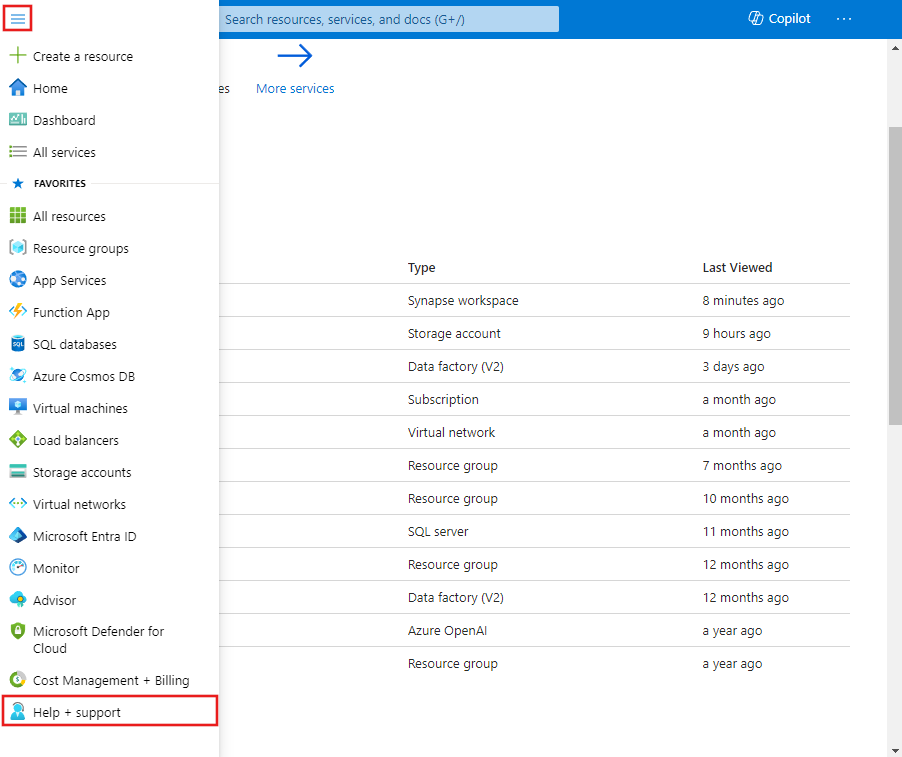 Search resources, services, and docs (G+/)
Copilot
Create a resource
Home
Dashboard
All services
FAVORITES
All resources
Resource groups
App Services
Function App
SQL databases
Azure Cosmos DB
Virtual machines
Load balancers
Storage accounts
Virtual networks
Microsoft Entra ID
Monitor
Advisor
Microsoft Defender for
Cloud
Cost Management + Billing
Help + support
es
More services
Type Last Viewed
Synapse workspace 8 minutes ago
Storage account 9 hours ago
Data factory (V2) 3 days ago
Subscription a month ago
Virtual network a month ago
Resource group 7 months ago
Resource group 10 months ago
SQL server 11 months ago
Resource group 12 months ago
Data factory (V2) 12 months ago
Azure OpenAI a year ago
Resource group a year ago